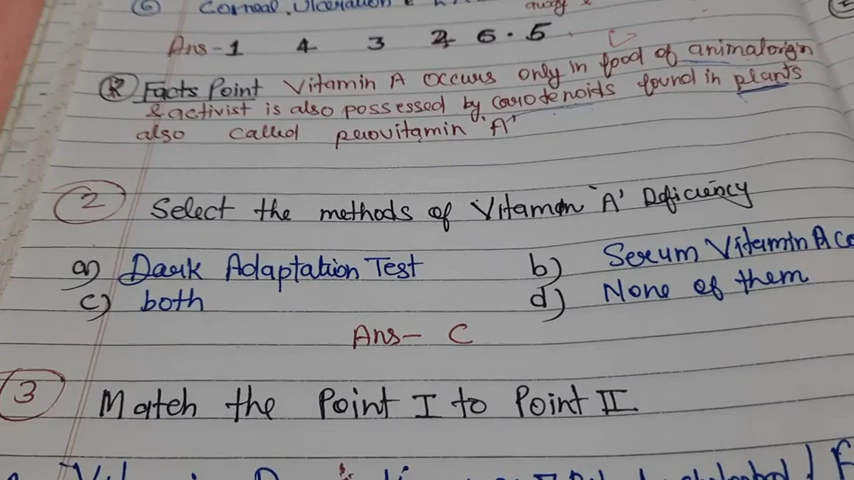 ⑥ Corneal Ulceration
Ans - 1 4 3 2 6 . 5
Facts Point Vitamin A occurs only in food of animal origin
& activist is also possessed by carotenoids found in plants
also called provitamin 'A'
② Select the methods of Vitamin 'A' Deficiency
a) Dark Adaptation Test b) Serum Vitamin A
c) both d) None of them
Ans- C
③ Match the Point I to Point II